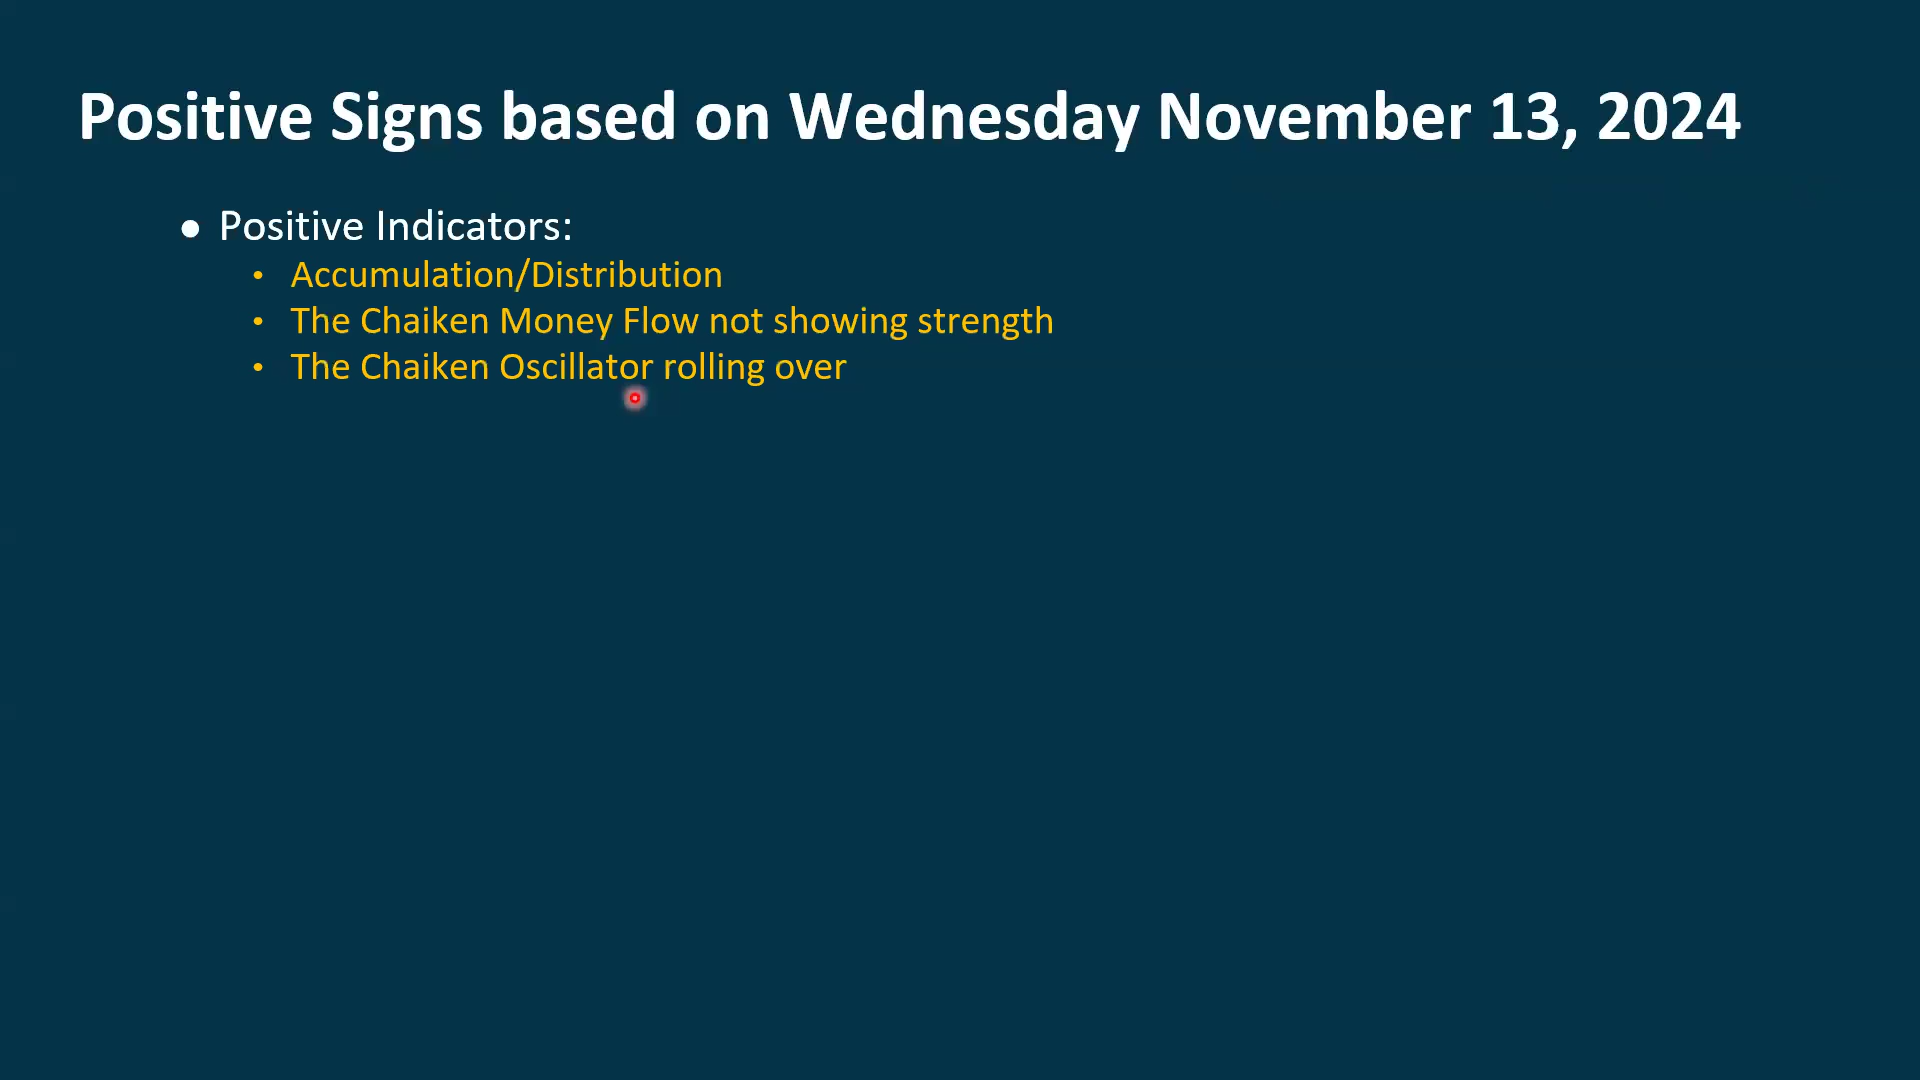 Positive Signs based on Wednesday November 13, 2024
● Positive Indicators:
• Accumulation/Distribution
• The Chaiken Money Flow not showing strength
• The Chaiken Oscillator rolling over